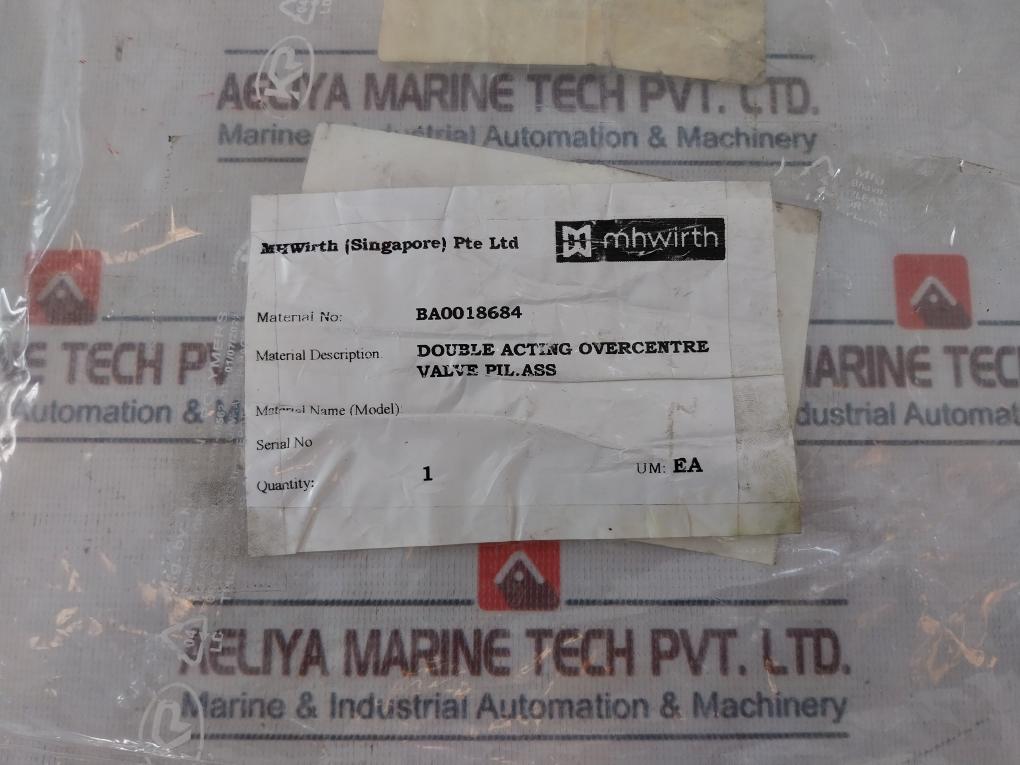 AELIYA MARINE TECH PVT. LTD.
Marine & Industrial Automation & Machinery
MHWirth (Singapore) Pte Ltd
mhwirth
Material No: BA0018684
Material Description DOUBLE ACTING OVERCENTRE
VALVE PIL.ASS
Material Name (Model)
Serial No
Quantity: 1 UM: EA
E TECH PV
ARINE TECH
Automation & M
dustrial Automat
AELIYA MARINE TECH PVT. LTD.
Marine & Industrial Automation & Machinery